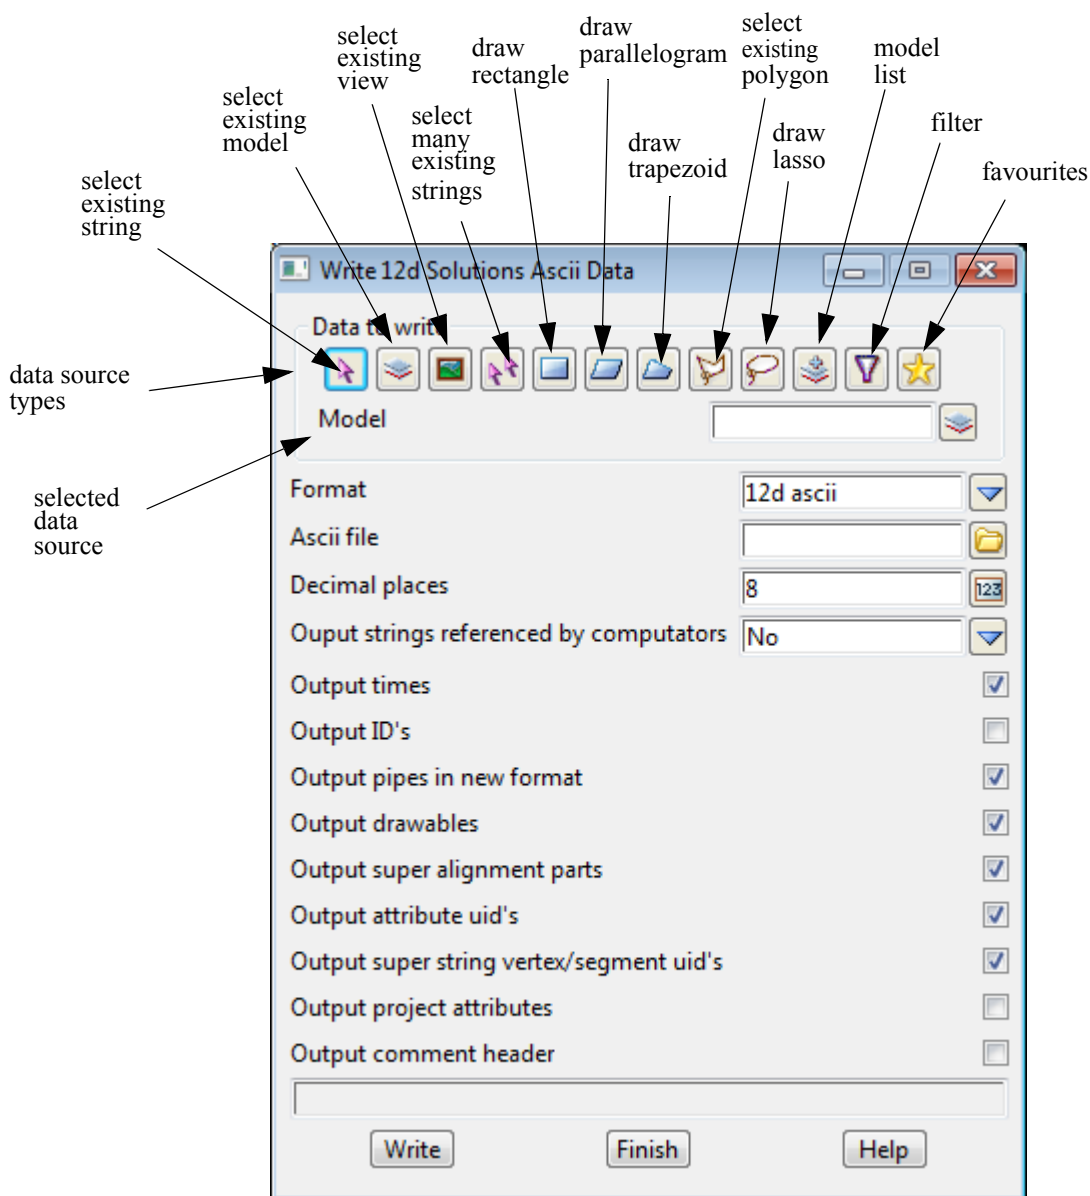 select
existing
view
draw
rectangle
draw
parallelogram
select
existing
polygon
model
list
select
existing
model
select
many
existing
strings
draw
trapezoid
draw
lasso
filter
favourites
select
existing
string
Write 12d Solutions Ascii Data
Data to write
data source
types
Model
selected
data
source
Format
12d ascii
Ascii file
Decimal places
8
123
Ouput strings referenced by computators
No
Output times
Output ID's
Output pipes in new format
Output drawables
Output super alignment parts
Output attribute uid's
Output super string vertex/segment uid's
Output project attributes
Output comment header
Write
Finish
Help